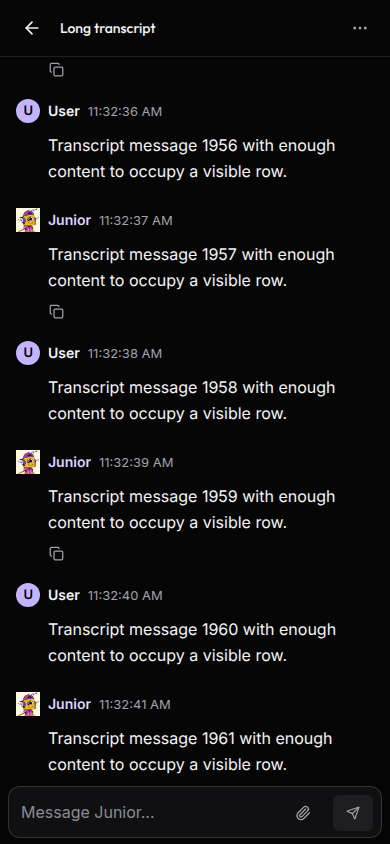 Long transcript
U User 11:32:36 AM
Transcript message 1956 with enough
content to occupy a visible row.
Junior 11:32:37 AM
Transcript message 1957 with enough
content to occupy a visible row.
U User 11:32:38 AM
Transcript message 1958 with enough
content to occupy a visible row.
Junior 11:32:39 AM
Transcript message 1959 with enough
content to occupy a visible row.
U User 11:32:40 AM
Transcript message 1960 with enough
content to occupy a visible row.
Junior 11:32:41 AM
Transcript message 1961 with enough
content to occupy a visible row.
Message Junior...